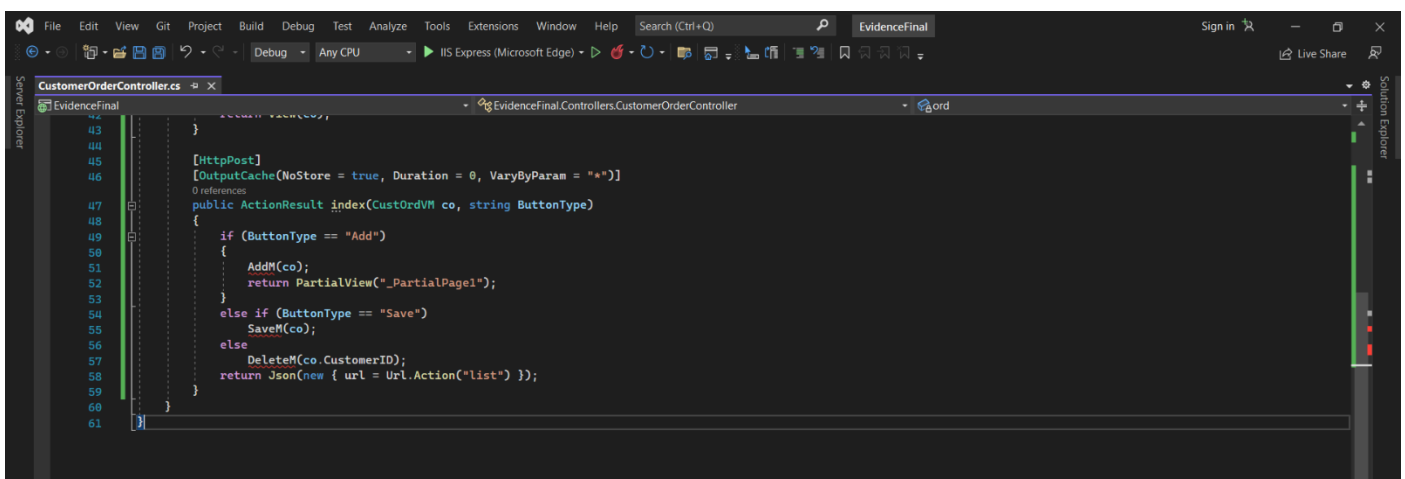 File Edit View Git Project Build Debug Test Analyze Tools Extensions Window Help Search (Ctrl+Q) EvidenceFinal Sign in
Debug Any CPU IIS Express (Microsoft Edge) Live Share
Server Explorer
CustomerOrderController.cs
Solution Explorer
EvidenceFinal EvidenceFinal.Controllers.CustomerOrderController ord
42 return View(co);
43 }
44
45 [HttpPost]
46 [OutputCache(NoStore = true, Duration = 0, VaryByParam = "*")]
0 references
47 public ActionResult index(CustOrdVM co, string ButtonType)
48 {
49 if (ButtonType == "Add")
50 {
51 AddM(co);
52 return PartialView("_PartialPage1");
53 }
54 else if (ButtonType == "Save")
55 SaveM(co);
56 else
57 DeleteM(co.CustomerID);
58 return Json(new { url = Url.Action("list") });
59 }
60 }
61 }